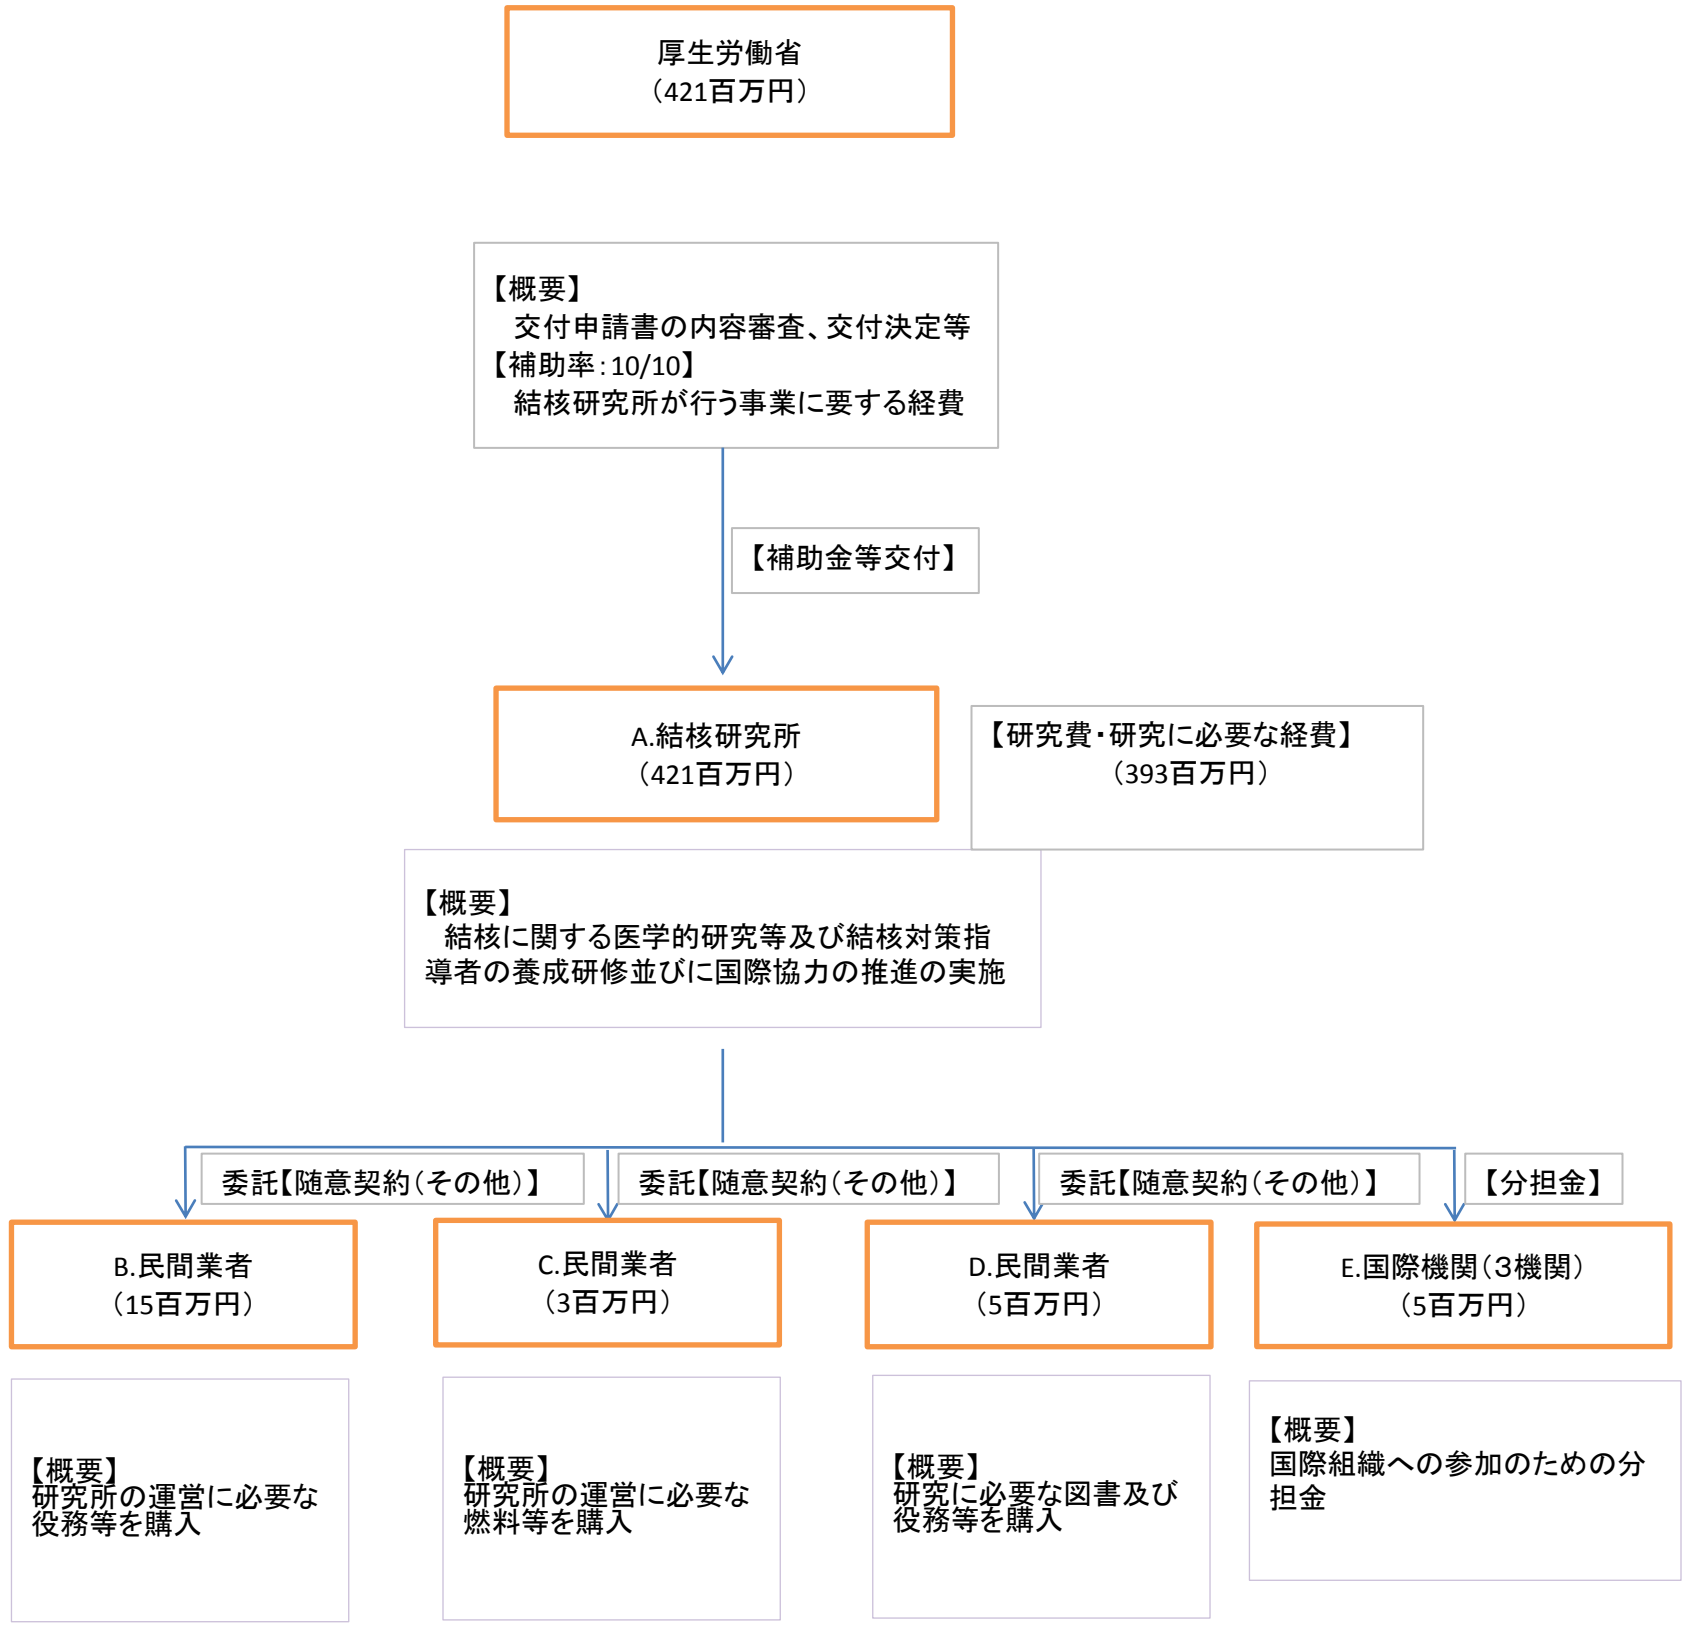 厚生労働省
（421百万円）
【概要】
交付申請書の内容審査、交付決定等
【補助率：10/10】
結核研究所が行う事業に要する経費
【補助金等交付】
A.結核研究所
（421百万円）
【研究費・研究に必要な経費】
（393百万円）
【概要】
結核に関する医学的研究等及び結核対策指
導者の養成研修並びに国際協力の推進の実施
委託【随意契約（その他）】
委託【随意契約（その他）】
委託【随意契約（その他）】
【分担金】
B.民間業者
（15百万円）
C.民間業者
（3百万円）
D.民間業者
（5百万円）
E.国際機関（３機関）
（5百万円）
【概要】
研究所の運営に必要な
役務等を購入
【概要】
研究所の運営に必要な
燃料等を購入
【概要】
研究に必要な図書及び
役務等を購入
【概要】
国際組織への参加のための分
担金